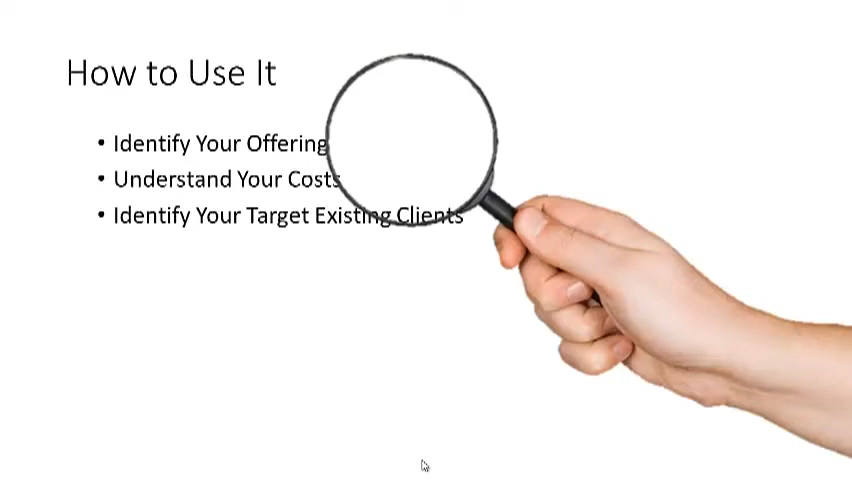 How to Use It
• Identify Your Offering
• Understand Your Costs
• Identify Your Target Existing Clients